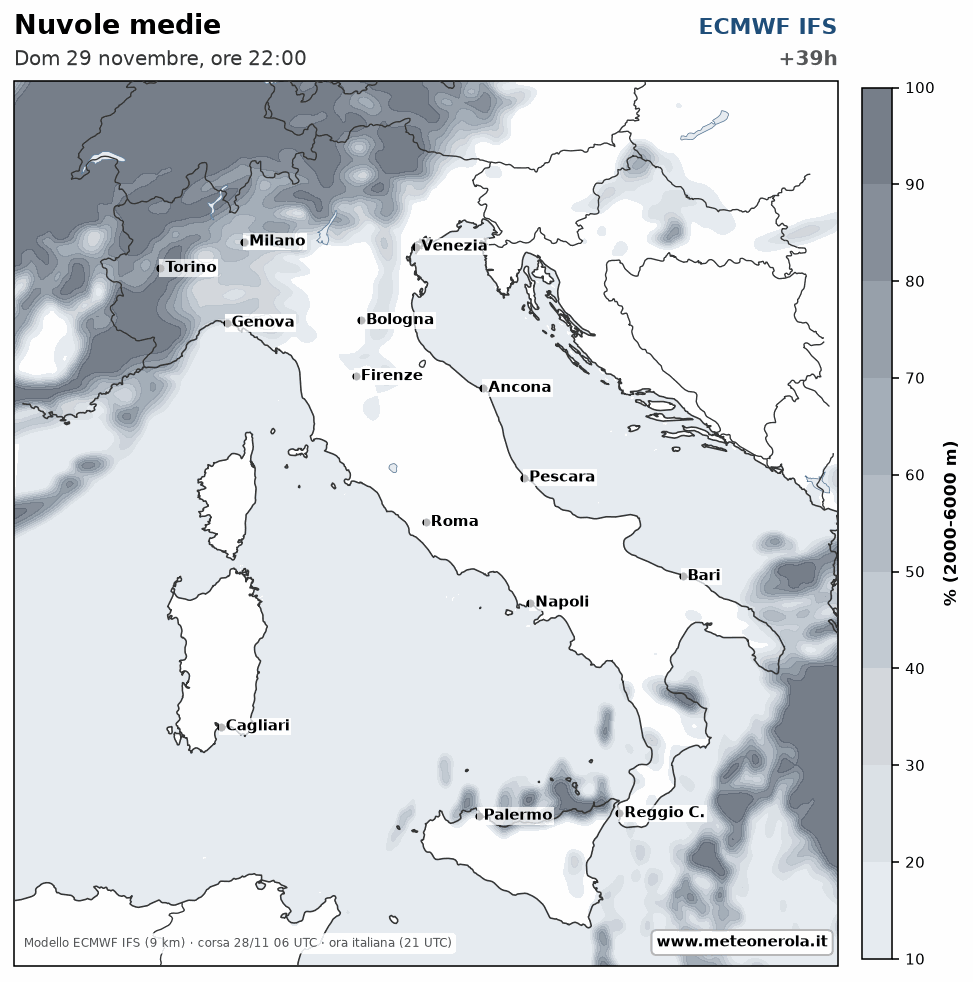 Nuvole medie
ECMWF IFS
Dom 29 novembre, ore 22:00
+39h
100
90
80
70
60
50
40
30
20
10
% (2000-6000 m)
Milano
Venezia
Torino
Genova
Bologna
Firenze
Ancona
Pescara
Roma
Bari
Napoli
Cagliari
Palermo
Reggio C.
Modello ECMWF IFS (9 km) · corsa 28/11 06 UTC · ora italiana (21 UTC)
www.meteonerola.it